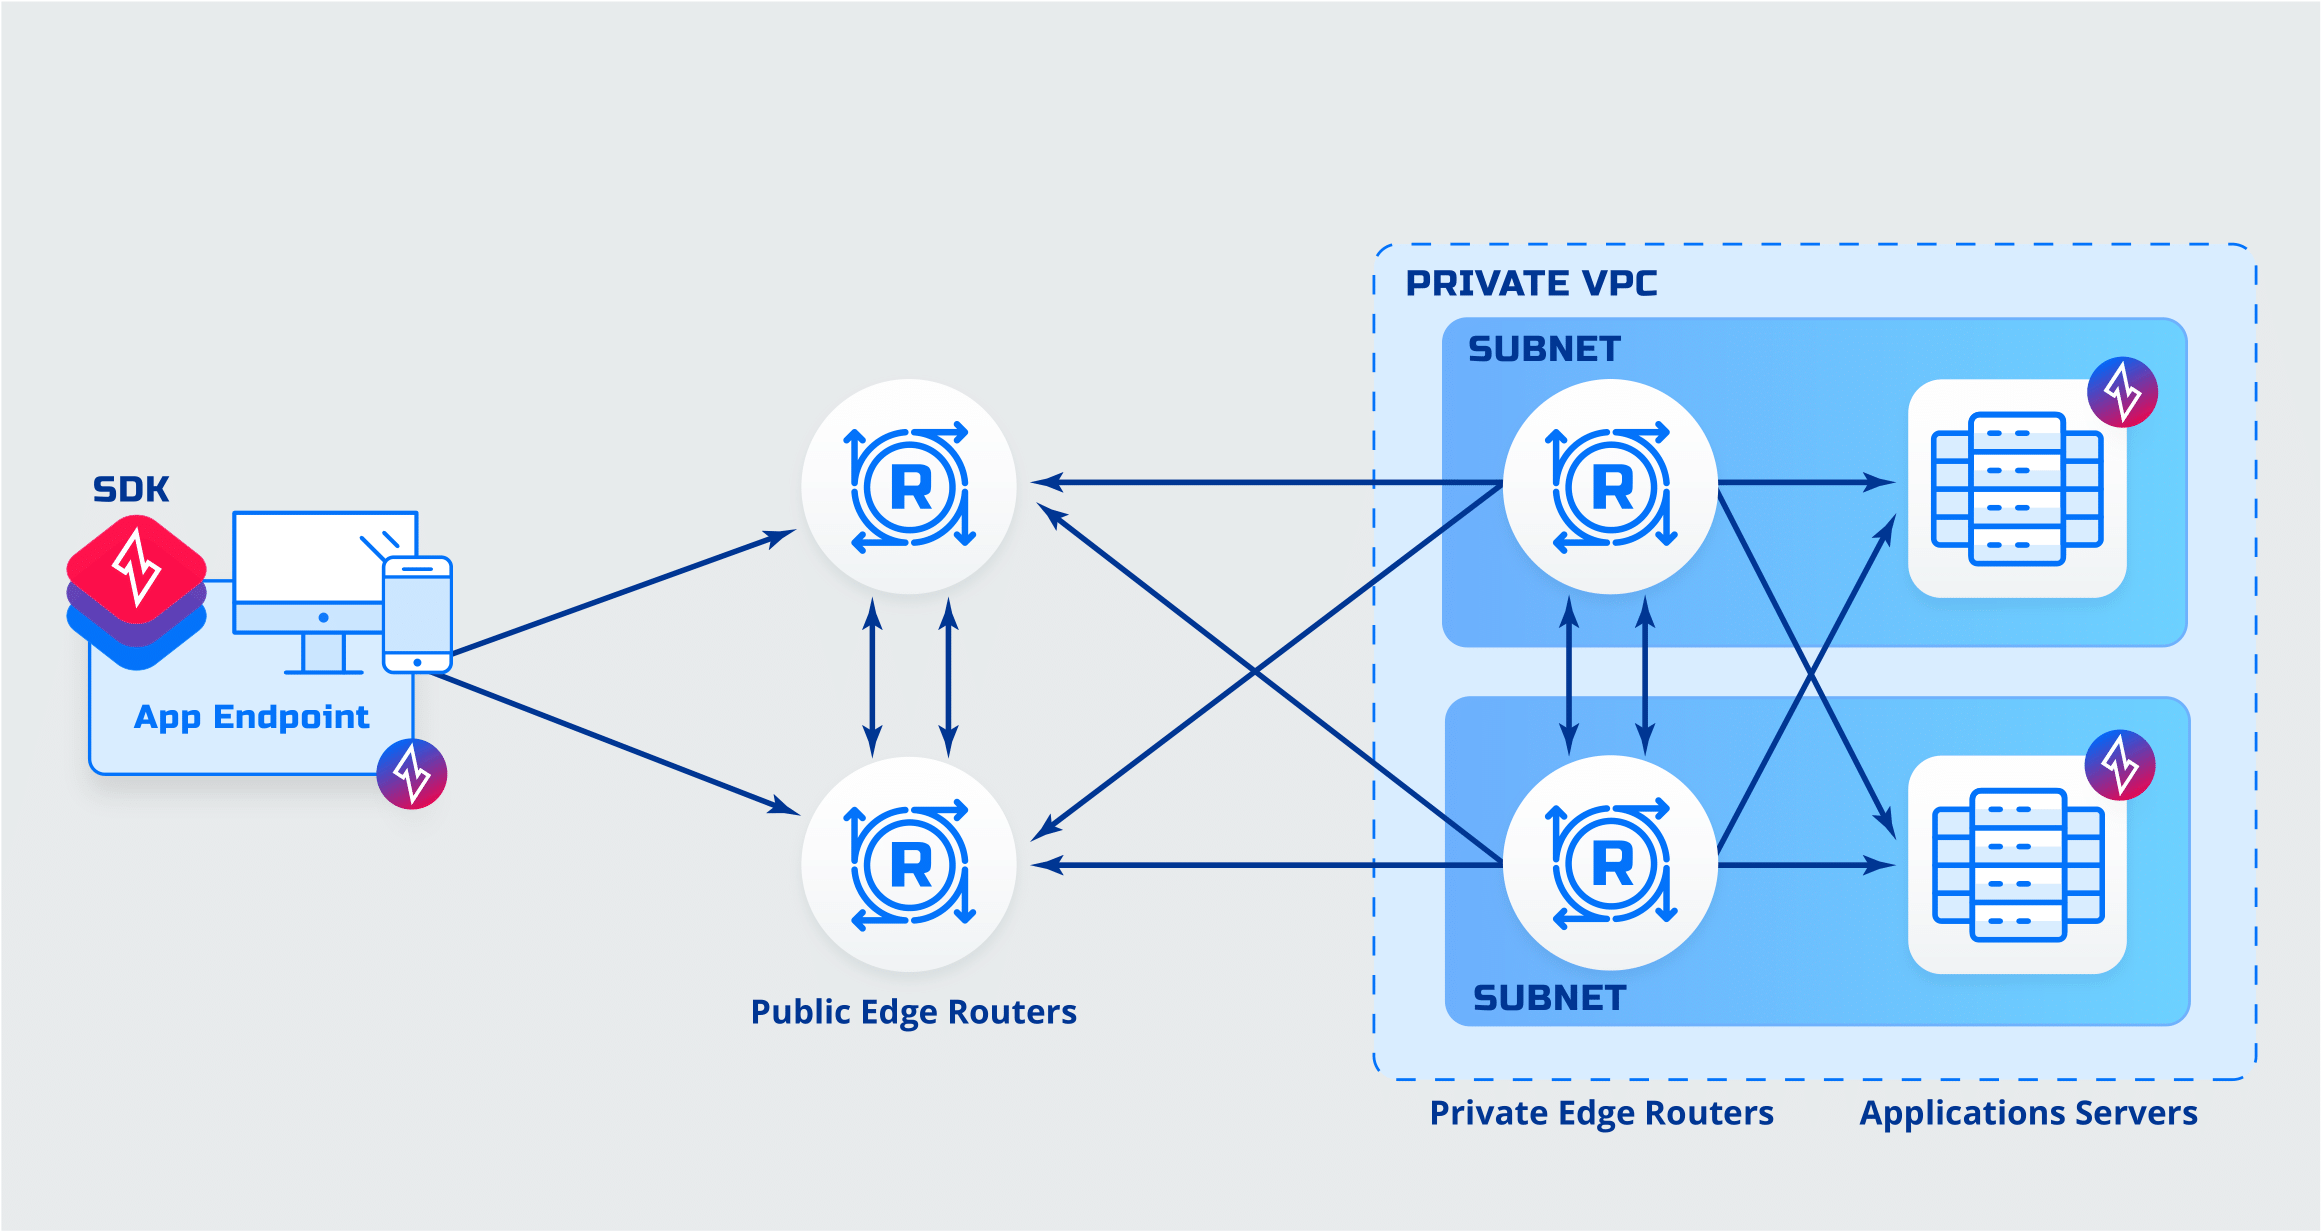 PRIVATE VPC
SUBNET
R
R
SDK
App Endpoint
R
R
SUBNET
Public Edge Routers
Private Edge Routers
Applications Servers